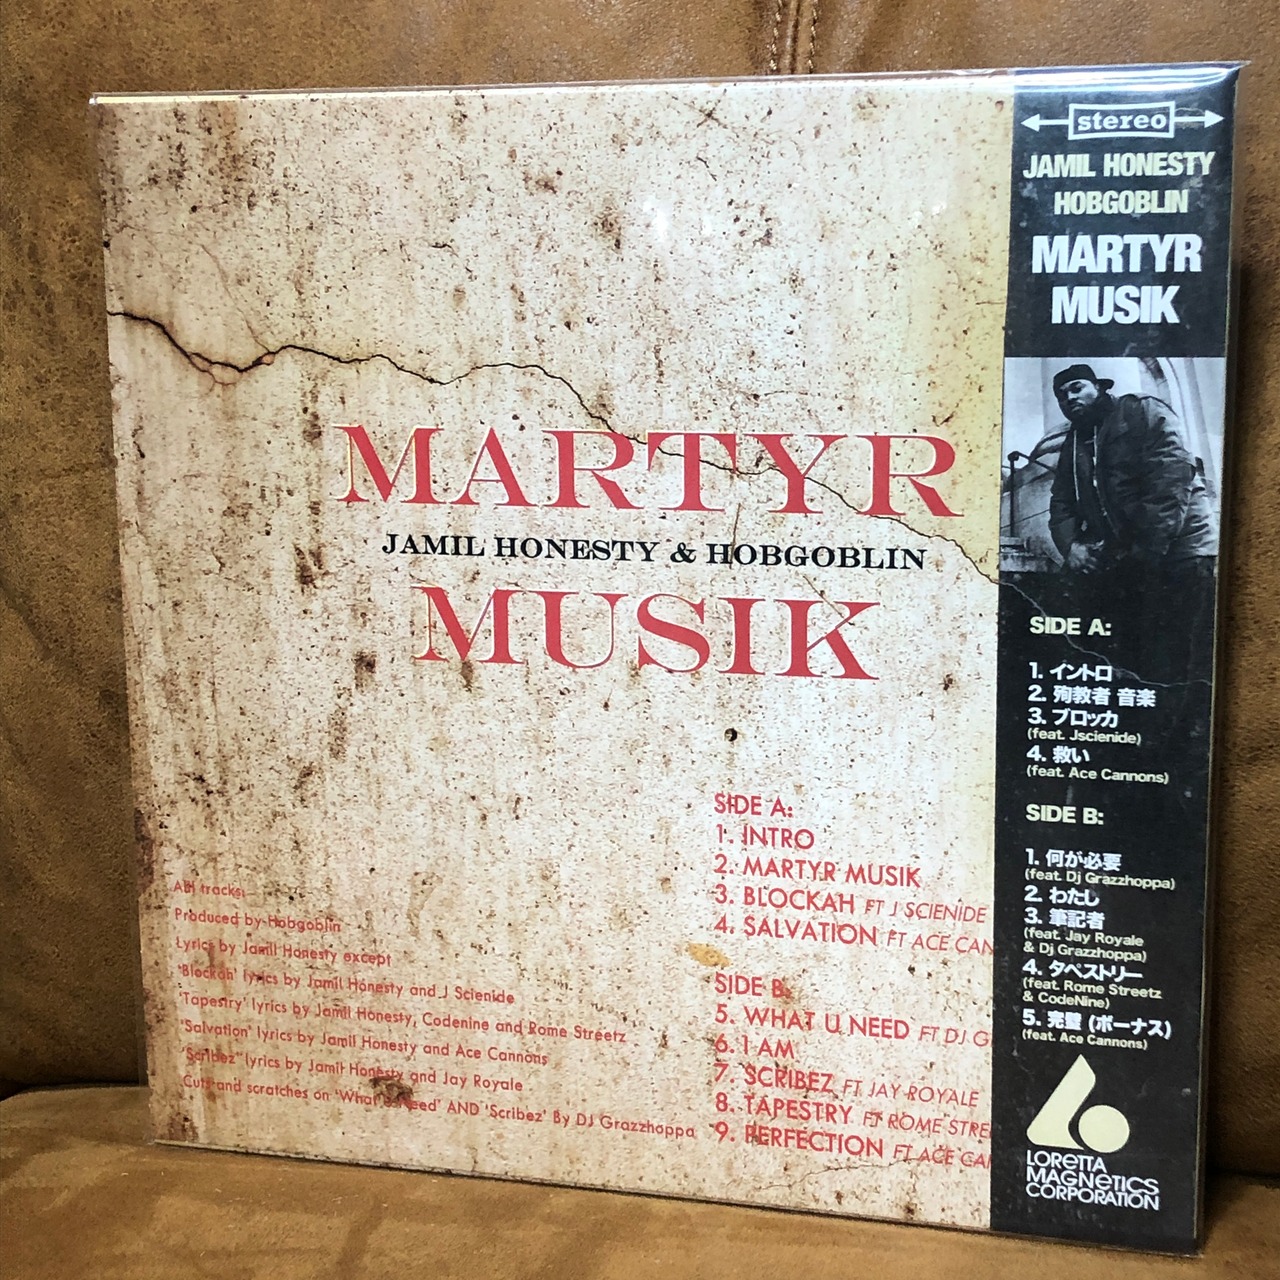 MARTYR
JAMIL HONESTY & HOBGOBLIN
MUSIK
All tracks:
Produced by Hobgoblin
Lyrics by Jamil Honesty except
'Blockah' lyrics by Jamil Honesty and J Scienide
'Tapestry' lyrics by Jamil Honesty, Codenine and Rome Streetz
'Salvation' lyrics by Jamil Honesty and Ace Cannons
'Scribez' lyrics by Jamil Honesty and Jay Royale
Cuts and scratches on 'What U Need' AND 'Scribez' By DJ Grazzhoppa
SIDE A:
1. INTRO
2. MARTYR MUSIK
3. BLOCKAH FT J SCIENIDE
4. SALVATION FT ACE CAN
SIDE B:
5. WHAT U NEED FT DJ G
6. I AM
7. SCRIBEZ FT JAY ROYALE
8. TAPESTRY FT ROME STREE
9. PERFECTION FT ACE CAN
stereo
JAMIL HONESTY
HOBGOBLIN
MARTYR
MUSIK
SIDE A:
1. イントロ
2. 殉教者 音楽
3. ブロッカ
(feat. Jscienide)
4. 救い
(feat. Ace Cannons)
SIDE B:
1. 何が必要
(feat. Dj Grazzhoppa)
2. わたし
3. 筆記者
(feat. Jay Royale
& Dj Grazzhoppa)
4. タペストリー
(feat. Rome Streetz
& CodeNine)
5. 完璧 (ボーナス)
(feat. Ace Cannons)
LORETTA
MAGNETICS
CORPORATION